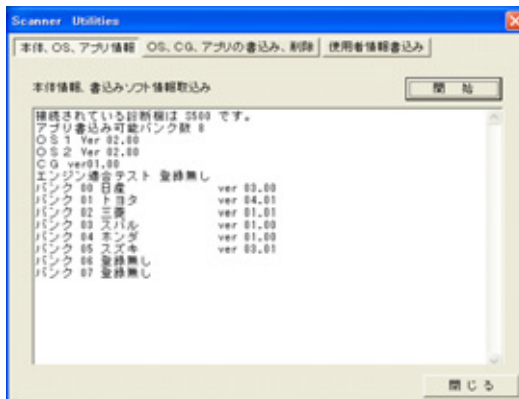 Scanner Utilities
本体、OS、アプリ情報 OS、CG、アプリの書込み、削除 使用者情報書込み
本体情報、書込みソフト情報取込み 開 始
接続されている診断機は S500 です。
アプリ書込み可能バンク数 8
OS1 Ver 02.00
OS2 Ver 02.00
CG ver01.00
エンジン適合テスト 登録無し
バンク 00 日産 ver 03.00
バンク 01 トヨタ ver 04.01
バンク 02 三菱 ver 01.01
バンク 03 スバル ver 01.00
バンク 04 ホンダ ver 01.00
バンク 05 スズキ ver 03.01
バンク 06 登録無し
バンク 07 登録無し
閉じる